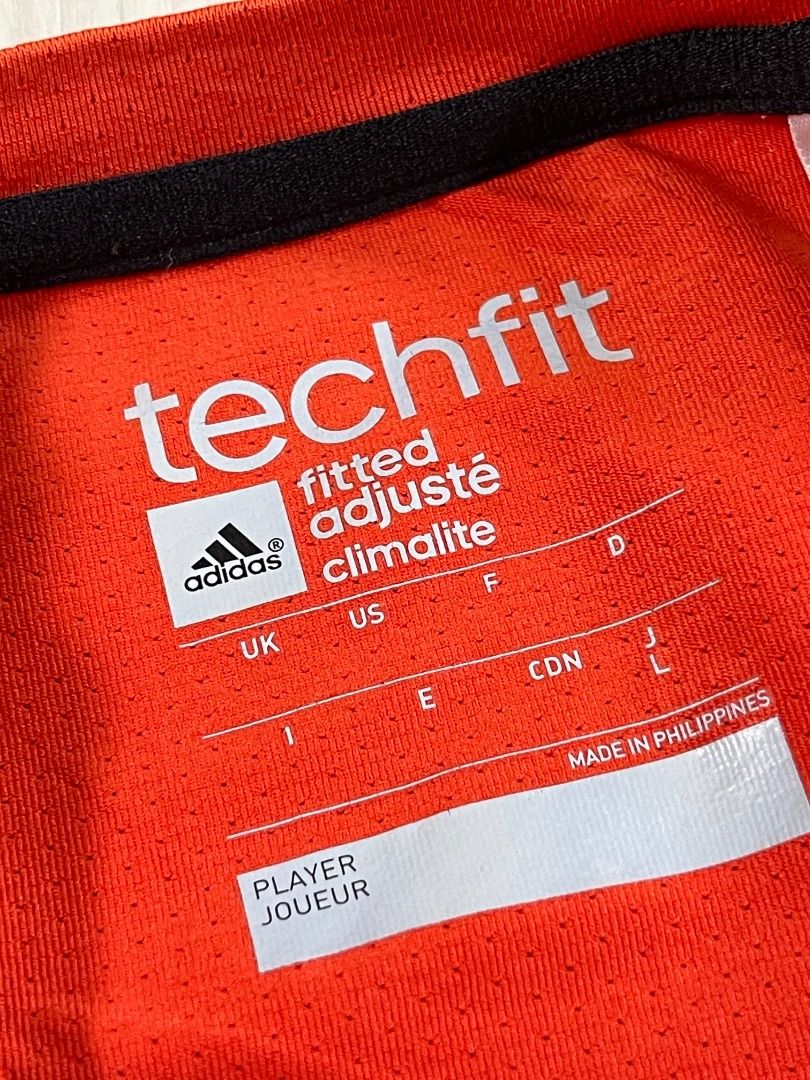 techfit
fitted
adjusté
climalite
adidas®
UK US F D
I E CDN J
L
MADE IN PHILIPPINES
PLAYER
JOUEUR